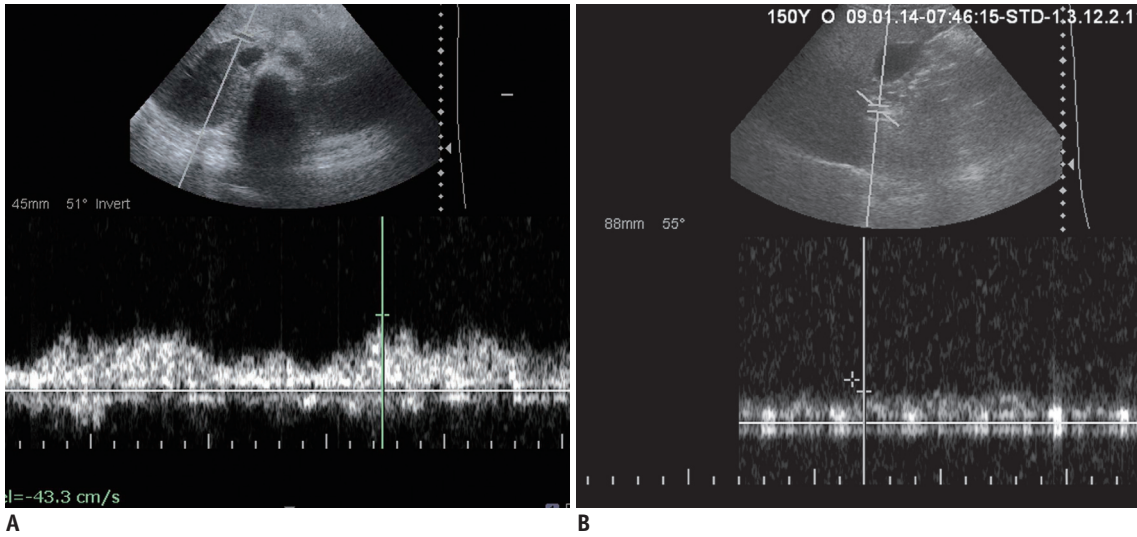 150Y O 09.01.14-07:46:15-STD-1.3.12.2.1
45mm 51° Invert
88mm 55°
el=-43.3 cm/s
A
B